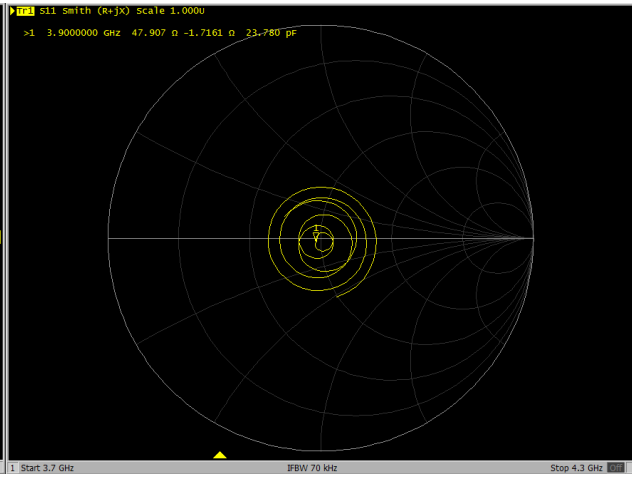 Tr1 S11 Smith (R+jX) Scale 1.000U
>1 3.9000000 GHz 47.907 Ω -1.7161 Ω 23.780 pF
1
1 Start 3.7 GHz IFBW 70 kHz Stop 4.3 GHz Off